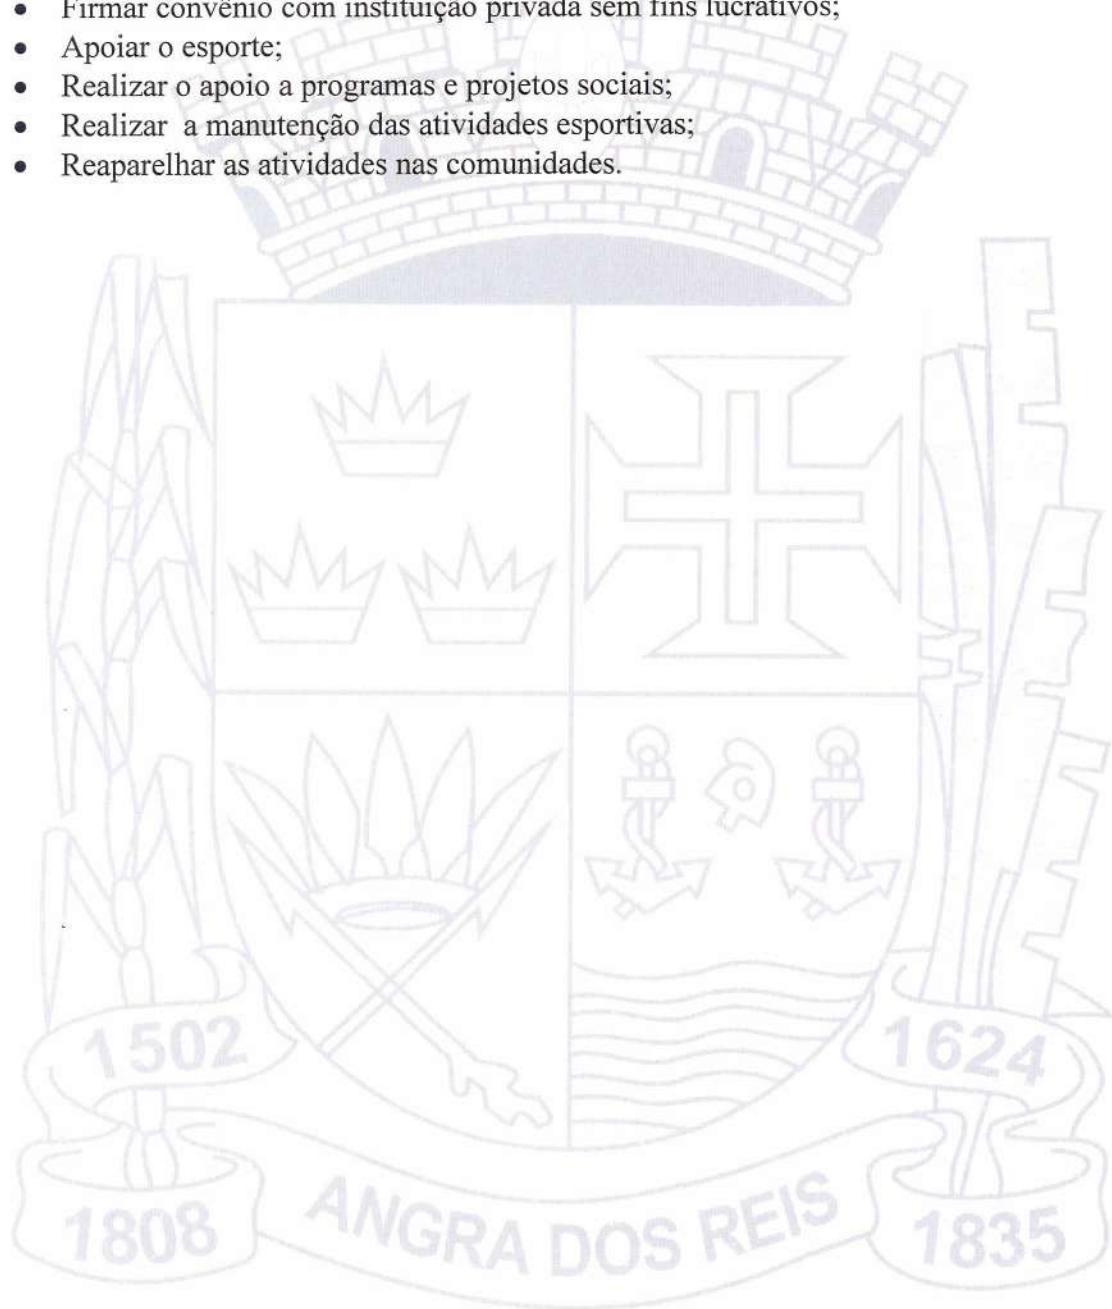 • Firmar convênio com instituição privada sem fins lucrativos;
• Apoiar o esporte;
• Realizar o apoio a programas e projetos sociais;
• Realizar  a manutenção das atividades esportivas;
• Reaparelhar as atividades nas comunidades.
1502
1624
1808
ANGRA DOS REIS
1835